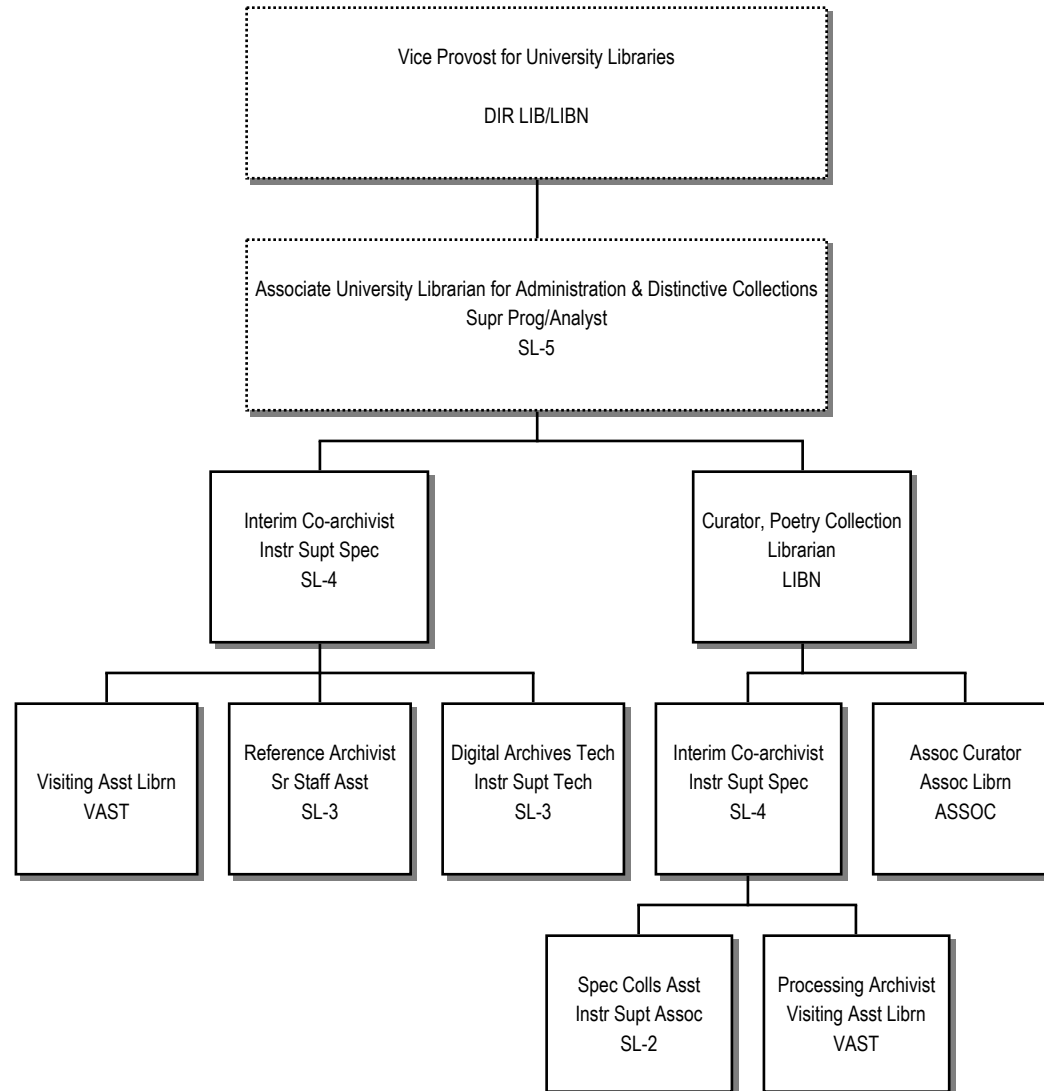 Vice Provost for University Libraries
DIR LIB/LIBN
Associate University Librarian for Administration & Distinctive Collections
Supr Prog/Analyst
SL-5
Interim Co-archivist
Instr Supt Spec
SL-4
Curator, Poetry Collection
Librarian
LIBN
Visiting Asst Librn
VAST
Reference Archivist
Sr Staff Asst
SL-3
Digital Archives Tech
Instr Supt Tech
SL-3
Interim Co-archivist
Instr Supt Spec
SL-4
Assoc Curator
Assoc Librn
ASSOC
Spec Colls Asst
Instr Supt Assoc
SL-2
Processing Archivist
Visiting Asst Librn
VAST